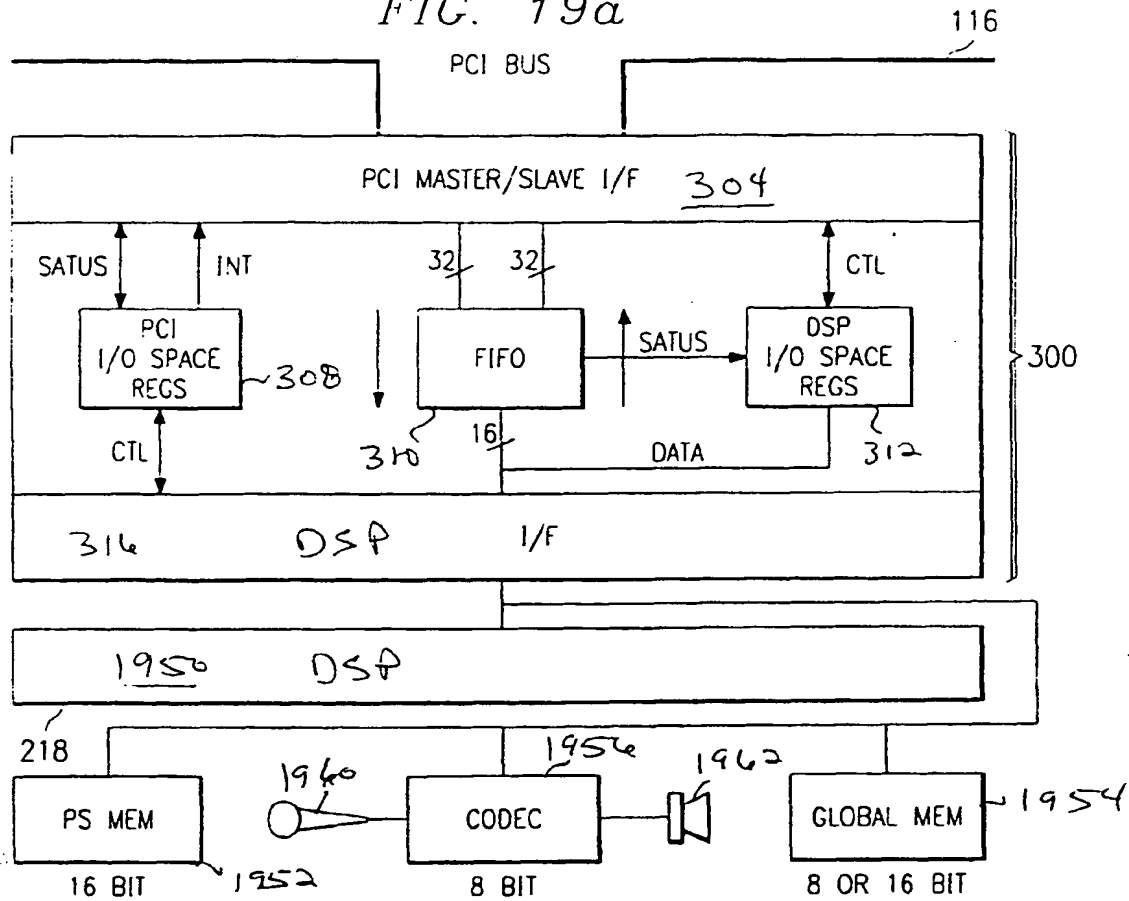 FIG. 19a
116
PCI BUS
PCI MASTER/SLAVE I/F 304
SATUS
INT
32
32
CTL
PCI
I/O SPACE
REGS
308
FIFO
SATUS
DSP
I/O SPACE
REGS
300
CTL
310
16
DATA
312
316 DSP I/F
1950 DSP
218
PS MEM
1952
16 BIT
1960
CODEC
1956
8 BIT
1962
GLOBAL MEM
1954
8 OR 16 BIT